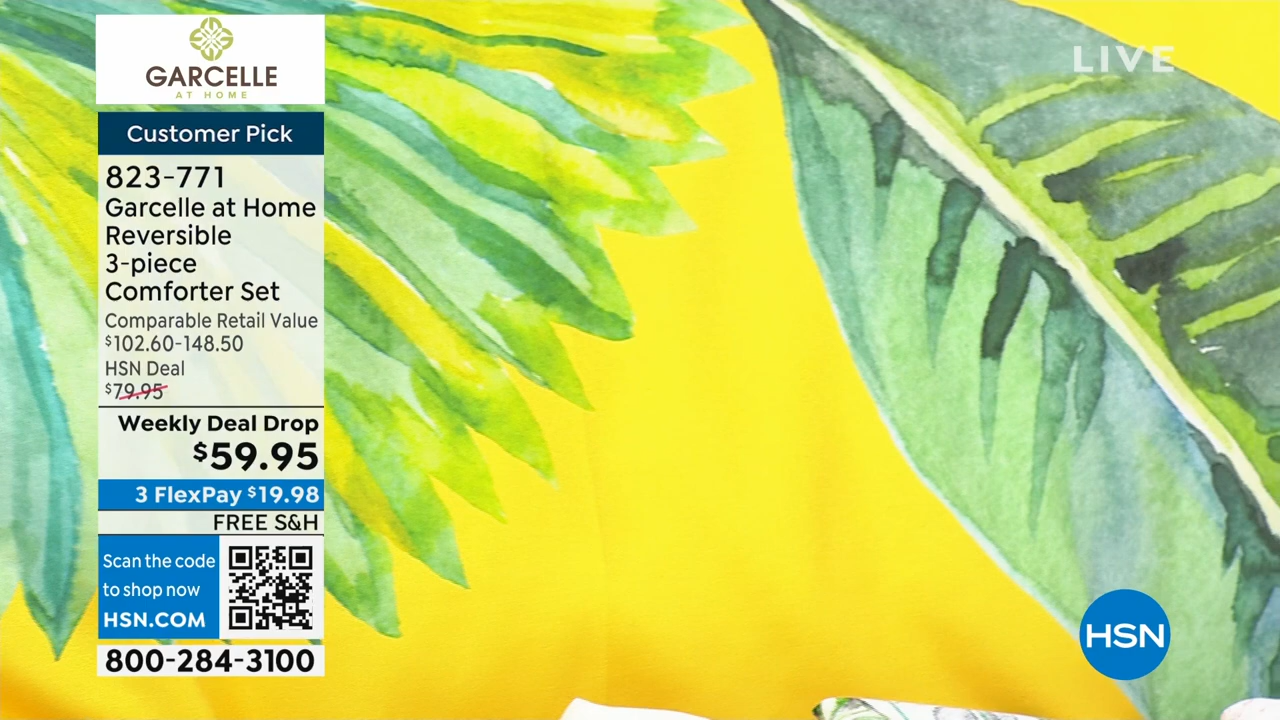 GARCELLE
AT HOME
Customer Pick
823-771
Garcelle at Home
Reversible
3-piece
Comforter Set
Comparable Retail Value
$102.60-148.50
HSN Deal
$79.95
Weekly Deal Drop
$59.95
3 FlexPay $19.98
FREE S&H
Scan the code
to shop now
HSN.COM
800-284-3100
LIVE
HSN